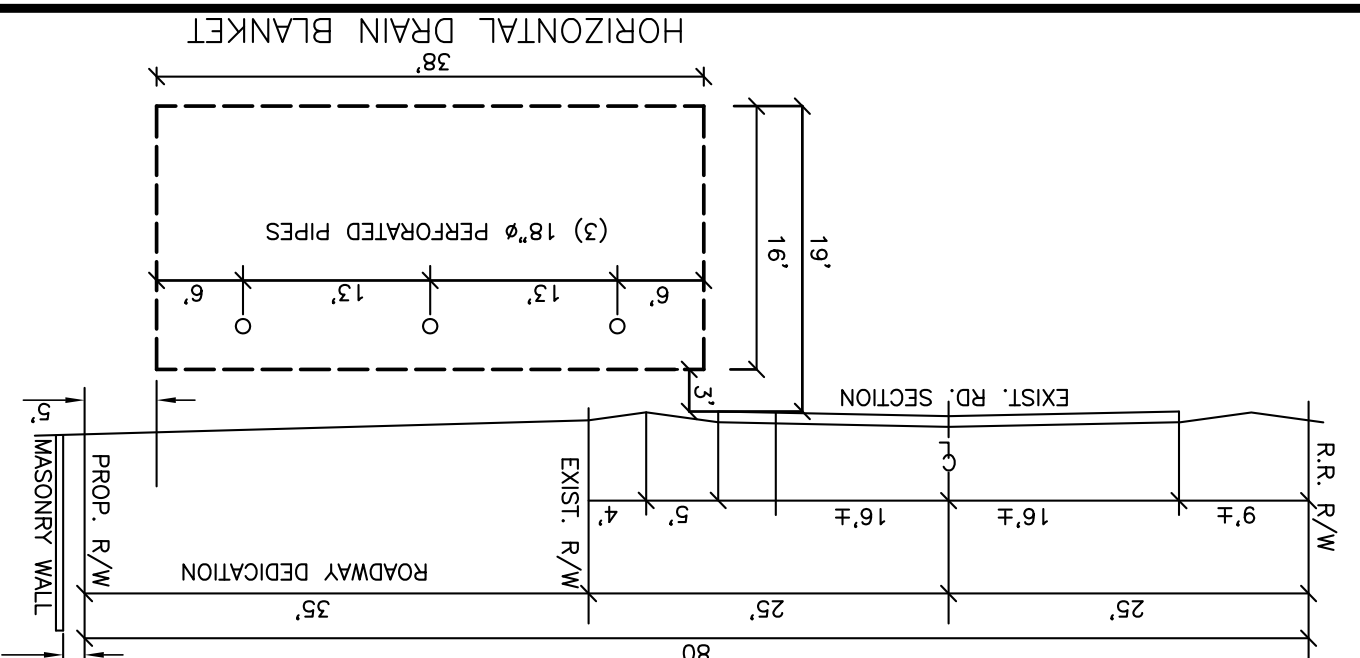 80
25'
25'
35'
ROADWAY DEDICATION
9'±
16'±
16'±
5'
4'
R.R. R/W
CL
EXIST. R/W
PROP. R/W
MASONRY WALL
5'
EXIST. RD. SECTION
3'
6'
13'
13'
6'
19'
16'
(3) 18"ø PERFORATED PIPES
38'
HORIZONTAL DRAIN BLANKET